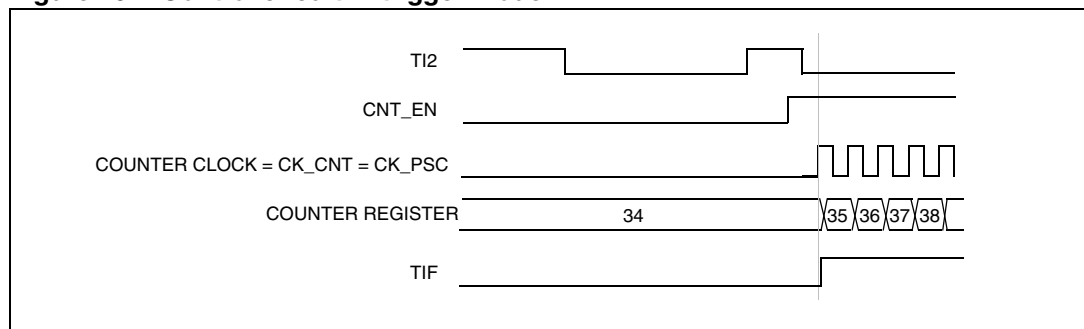 TI2
CNT_EN
COUNTER CLOCK = CK_CNT = CK_PSC
COUNTER REGISTER 34 35 36 37 38
TIF